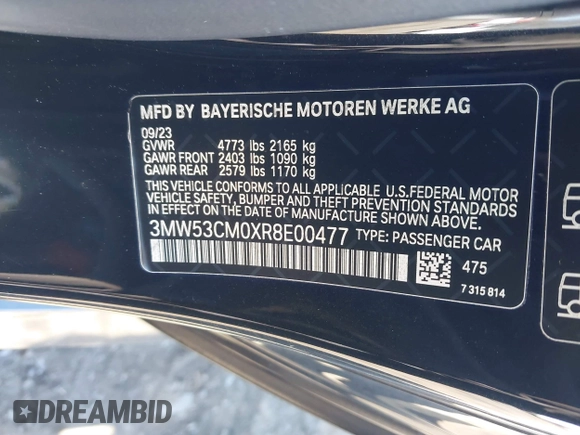 MFD BY BAYERISCHE MOTOREN WERKE AG
09/23
GVWR 4773 lbs 2165 kg
GAWR FRONT 2403 lbs 1090 kg
GAWR REAR 2579 lbs 1170 kg
THIS VEHICLE CONFORMS TO ALL APPLICABLE U.S.FEDERAL MOTOR
VEHICLE SAFETY, BUMPER, AND THEFT PREVENTION STANDARDS
IN EFFECT ON THE DATE OF MANUFACTURE SHOWN ABOVE.
3MW53CM0XR8E00477 TYPE: PASSENGER CAR
475
7 315 814
DREAMBID